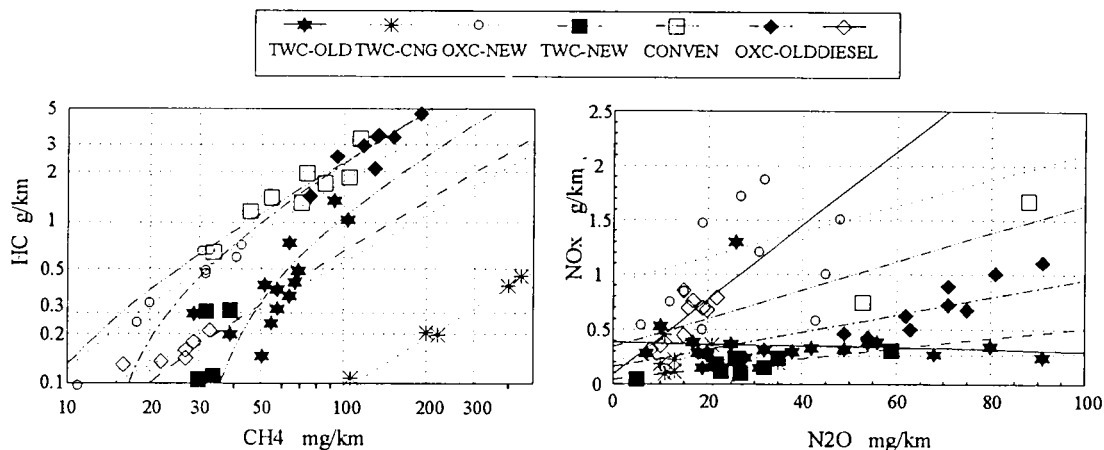 TWC-OLD TWC-CNG OXC-NEW TWC-NEW CONVEN OXC-OLD DIESEL
5
3
2
1
0.5
0.3
0.2
0.1
HC g/km
10 20 30 50 100 200
CH4 mg/km
2.5
2
1.5
1
0.5
0
NOx g/km
0 20 40 60 80 100
N2O mg/km